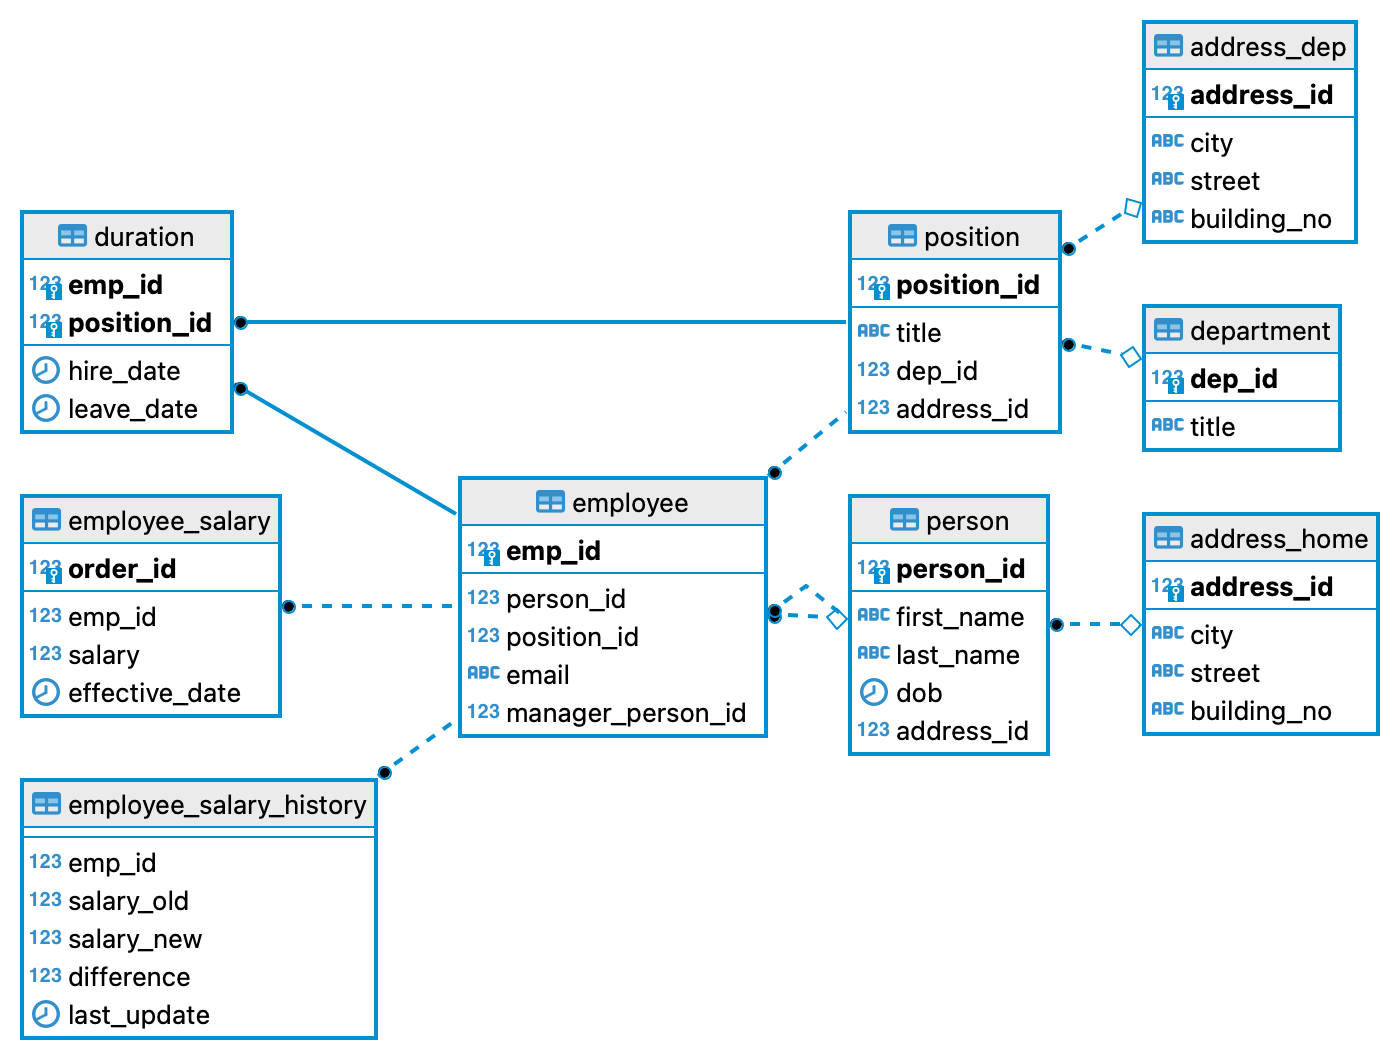 address_dep
123 address_id
ABC city
ABC street
ABC building_no
duration
123 emp_id
123 position_id
hire_date
leave_date
position
123 position_id
ABC title
123 dep_id
123 address_id
department
123 dep_id
ABC title
employee_salary
123 order_id
123 emp_id
123 salary
effective_date
employee
123 emp_id
123 person_id
123 position_id
ABC email
123 manager_person_id
person
123 person_id
ABC first_name
ABC last_name
dob
123 address_id
address_home
123 address_id
ABC city
ABC street
ABC building_no
employee_salary_history
123 emp_id
123 salary_old
123 salary_new
123 difference
last_update